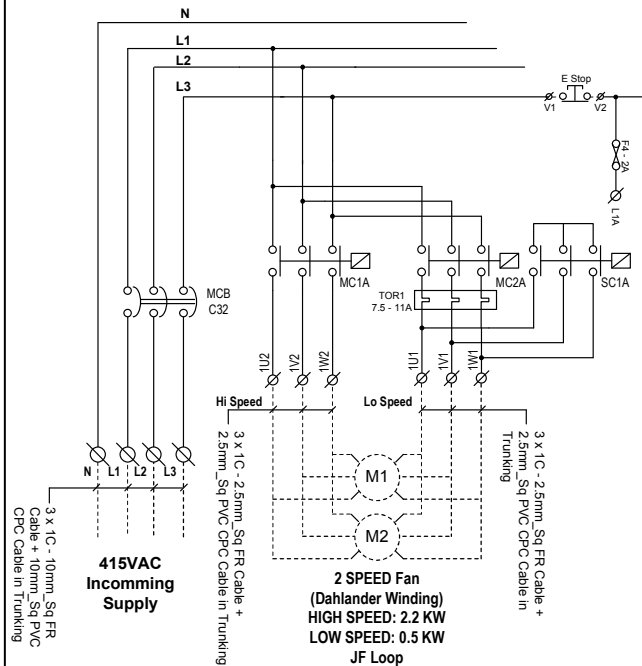 N
L1
L2
L3
E Stop
V1
V2
F4 - 2A
L1A
MCB
C32
MC1A
TOR1
7.5 - 11A
MC2A
SC1A
1U2
1V2
1W2
1U1
1V1
1W1
Hi Speed
Lo Speed
3 x 1C - 2.5mm_Sq FR Cable +
2.5mm_Sq PVC CPC Cable in Trunking
3 x 1C - 2.5mm_Sq FR Cable +
2.5mm_Sq PVC CPC Cable in
Trunking
M1
M2
N
L1
L2
L3
3 x 1C - 10mm_Sq FR
Cable + 10mm_Sq PVC
CPC Cable in Trunking
415VAC
Incomming
Supply
2 SPEED Fan
(Dahlander Winding)
HIGH SPEED: 2.2 KW
LOW SPEED: 0.5 KW
JF Loop